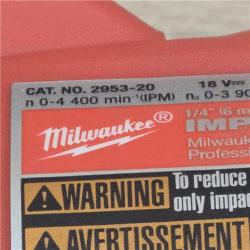 CAT. NO. 2953-20 18 V
n 0-4 400 min⁻¹(IPM) n₀ 0-3 90
1/4" (6 m
Milwaukee® IMP
Milwauk
Profess
WARNING To reduce
only impac
AVERTISSEMENT